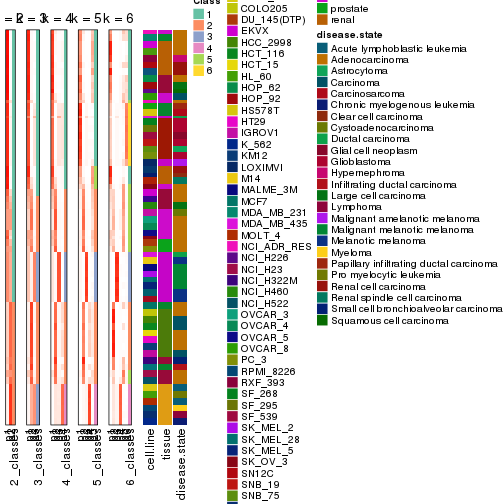 k = 3
k = 4
k = 5
k = 6
Class
1
2
3
4
5
6
2_classes
3_classes
4_classes
5_classes
6_classes
cell.line
tissue
disease.state
COLO205
DU_145(DTP)
EKVX
HCC_2998
HCT_116
HCT_15
HL_60
HOP_62
HOP_92
HS578T
HT29
IGROV1
K_562
KM12
LOXIMVI
M14
MALME_3M
MCF7
MDA_MB_231
MDA_MB_435
MOLT_4
NCI_ADR_RES
NCI_H226
NCI_H23
NCI_H322M
NCI_H460
NCI_H522
OVCAR_3
OVCAR_4
OVCAR_5
OVCAR_8
PC_3
RPMI_8226
RXF_393
SF_268
SF_295
SF_539
SK_MEL_2
SK_MEL_28
SK_MEL_5
SK_OV_3
SN12C
SNB_19
SNB_75
prostate
renal
disease.state
Acute lymphoblastic leukemia
Adenocarcinoma
Astrocytoma
Carcinoma
Carcinosarcoma
Chronic myelogenous leukemia
Clear cell carcinoma
Cystoadenocarcinoma
Ductal carcinoma
Glial cell neoplasm
Glioblastoma
Hypernephroma
Infiltrating ductal carcinoma
Large cell carcinoma
Lymphoma
Malignant amelanotic melanoma
Malignant melanotic melanoma
Melanotic melanoma
Myeloma
Papillary infiltrating ductal carcinoma
Pro myelocytic leukemia
Renal cell carcinoma
Renal spindle cell carcinoma
Small cell bronchioalveolar carcinoma
Squamous cell carcinoma